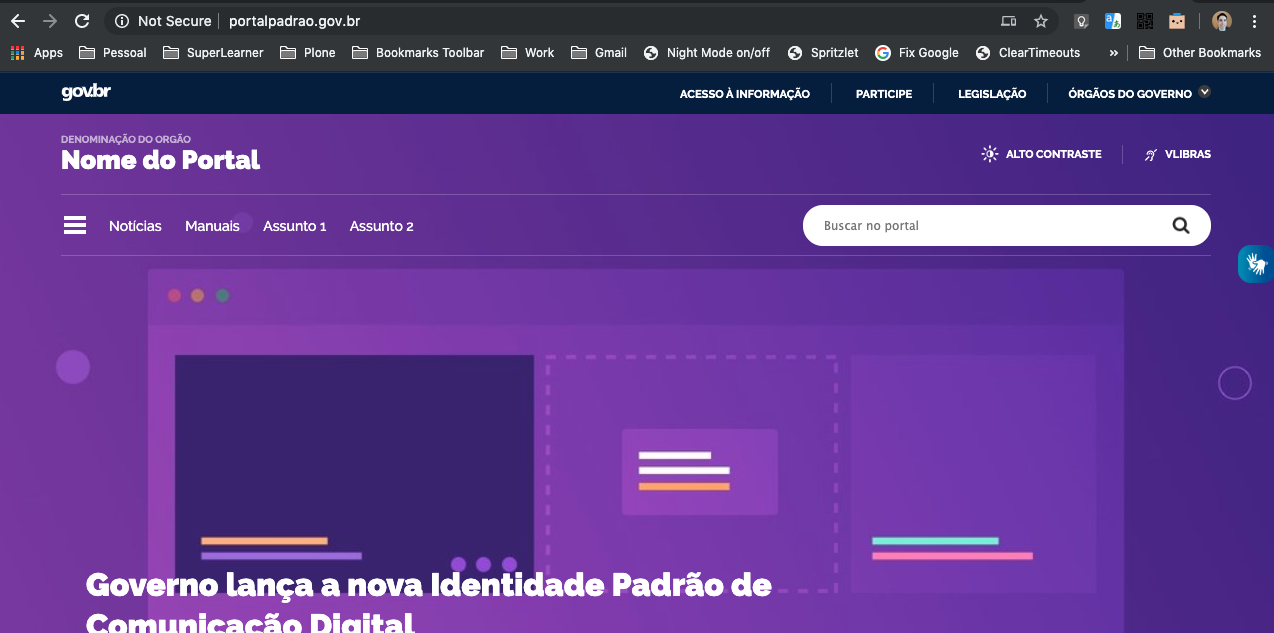 Not Secure portalpadrao.gov.br
Apps Pessoal SuperLearner Plone Bookmarks Toolbar Work Gmail Night Mode on/off Spritzlet Fix Google ClearTimeouts » Other Bookmarks
gov.br ACESSO À INFORMAÇÃO PARTICIPE LEGISLAÇÃO ÓRGÃOS DO GOVERNO
DENOMINAÇÃO DO ORGÃO
Nome do Portal
ALTO CONTRASTE VLIBRAS
Notícias Manuais Assunto 1 Assunto 2
Buscar no portal
Governo lança a nova Identidade Padrão de
Comunicação Digital